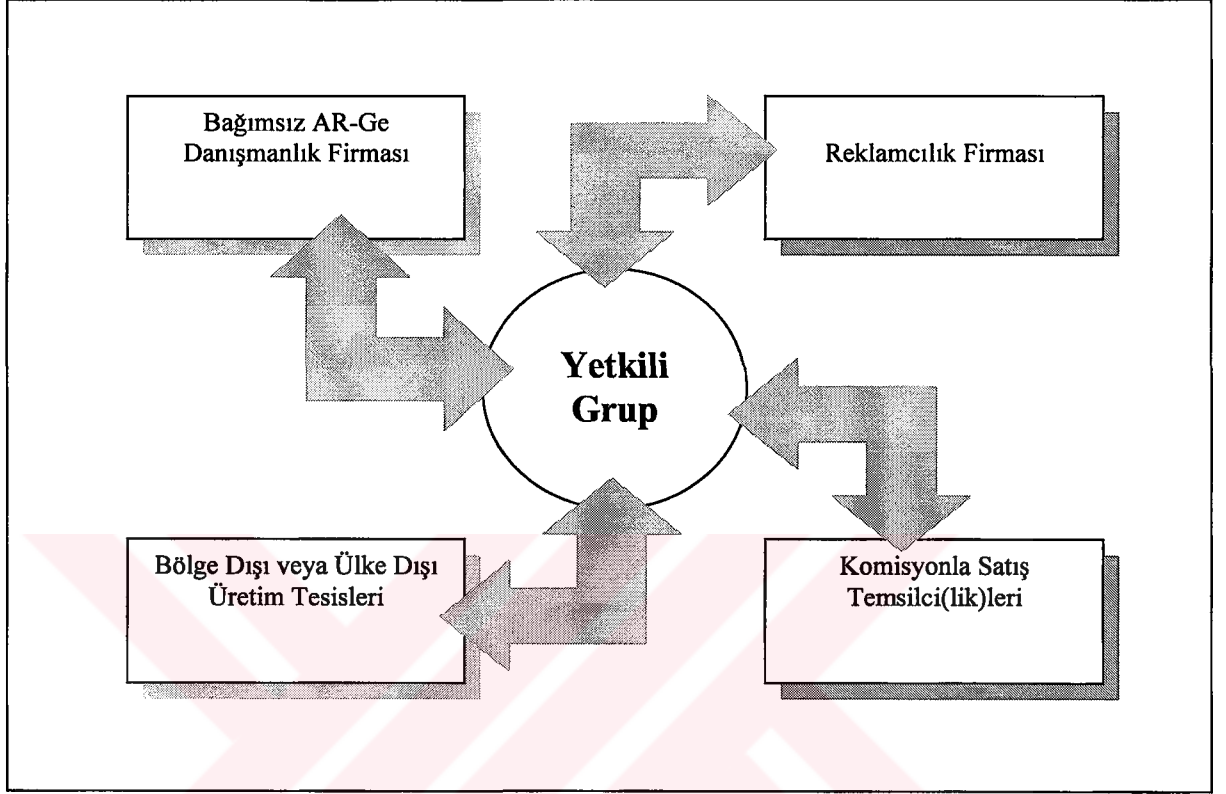 Bağımsız AR-Ge
Danışmanlık Firması
Reklamcılık Firması
Yetkili
Grup
Bölge Dışı veya Ülke Dışı
Üretim Tesisleri
Komisyonla Satış
Temsilci(lik)leri